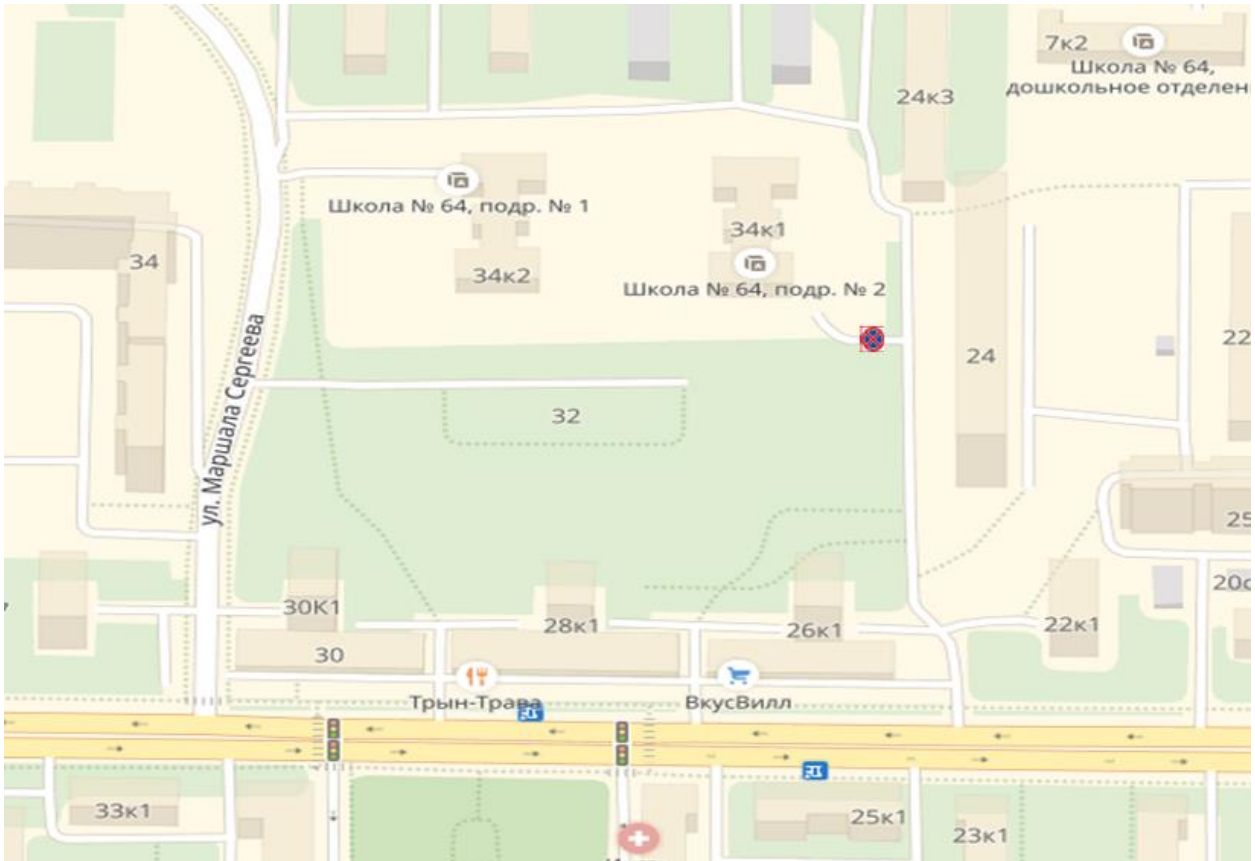 7к2
Школа № 64,
дошкольное отделен
24к3
Школа № 64, подр. № 1
34к1
34
34к2
Школа № 64, подр. № 2
ул. Маршала Сергеева
24
22
32
25
20с
30К1
28к1
26к1
22к1
30
Трын-Трава
ВкусВилл
33к1
25к1
23к1